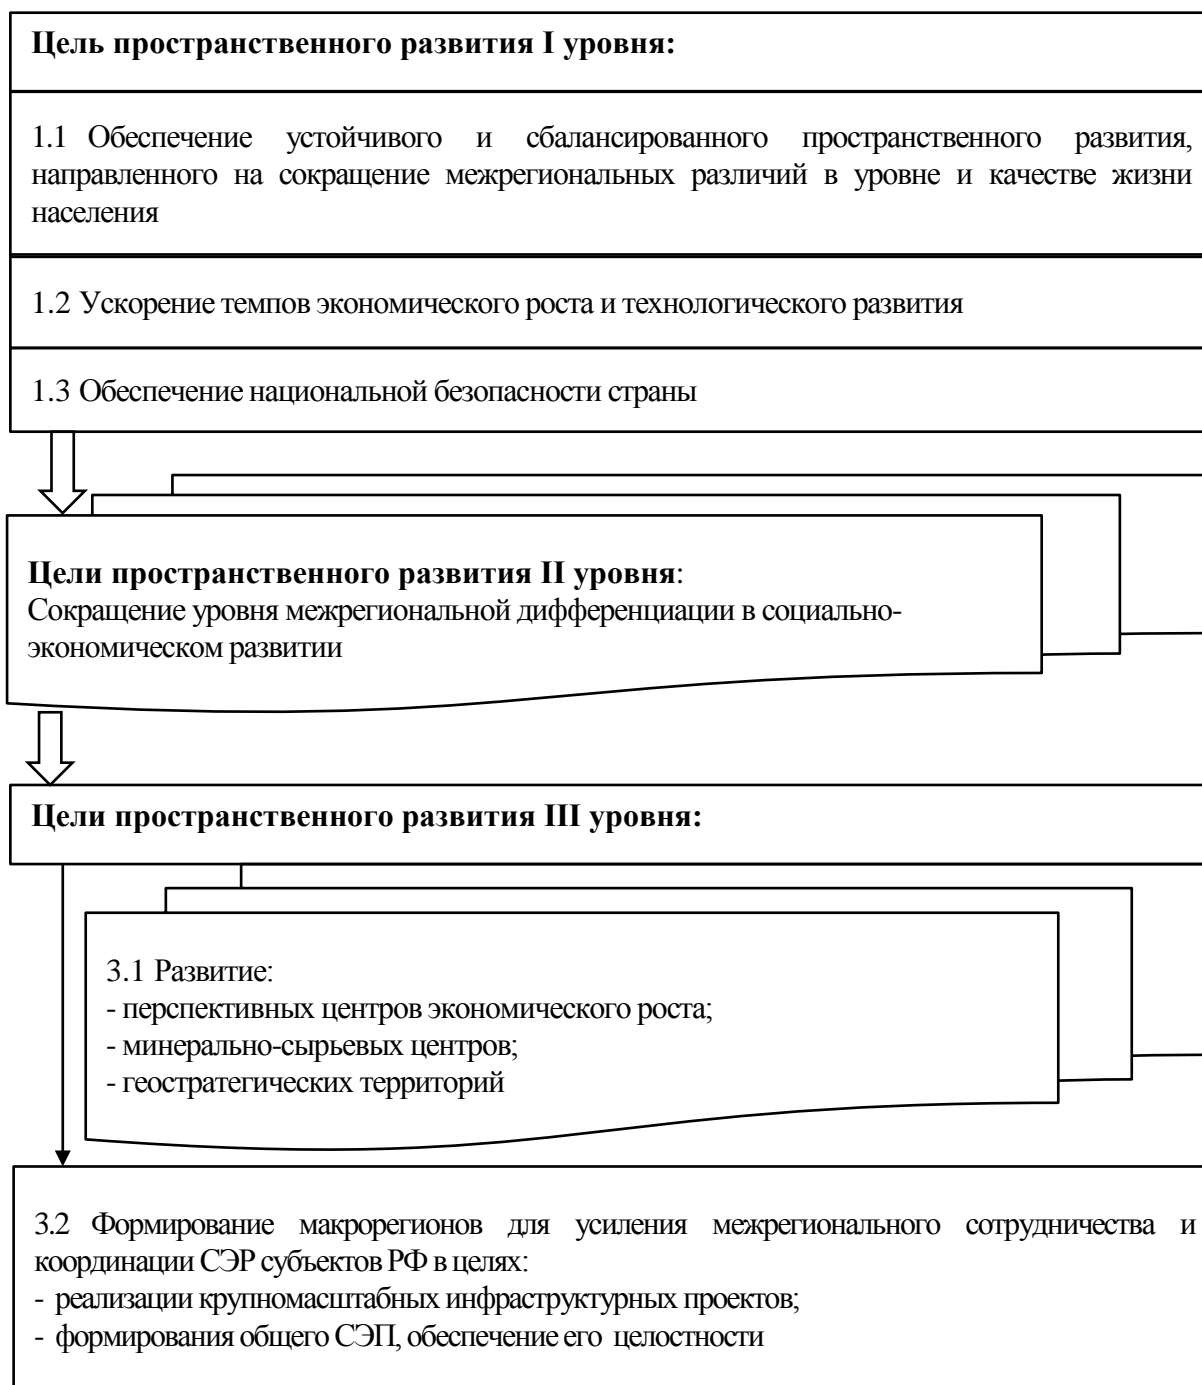 Цель пространственного развития I уровня:
1.1 Обеспечение устойчивого и сбалансированного пространственного развития,
направленного на сокращение межрегиональных различий в уровне и качестве жизни
населения
1.2 Ускорение темпов экономического роста и технологического развития
1.3 Обеспечение национальной безопасности страны
Цели пространственного развития II уровня:
Сокращение уровня межрегиональной дифференциации в социально-
экономическом развитии
Цели пространственного развития III уровня:
3.1 Развитие:
- перспективных центров экономического роста;
- минерально-сырьевых центров;
- геостратегических территорий
3.2 Формирование макрорегионов для усиления межрегионального сотрудничества и
координации СЭР субъектов РФ в целях:
- реализации крупномасштабных инфраструктурных проектов;
- формирования общего СЭП, обеспечение его целостности